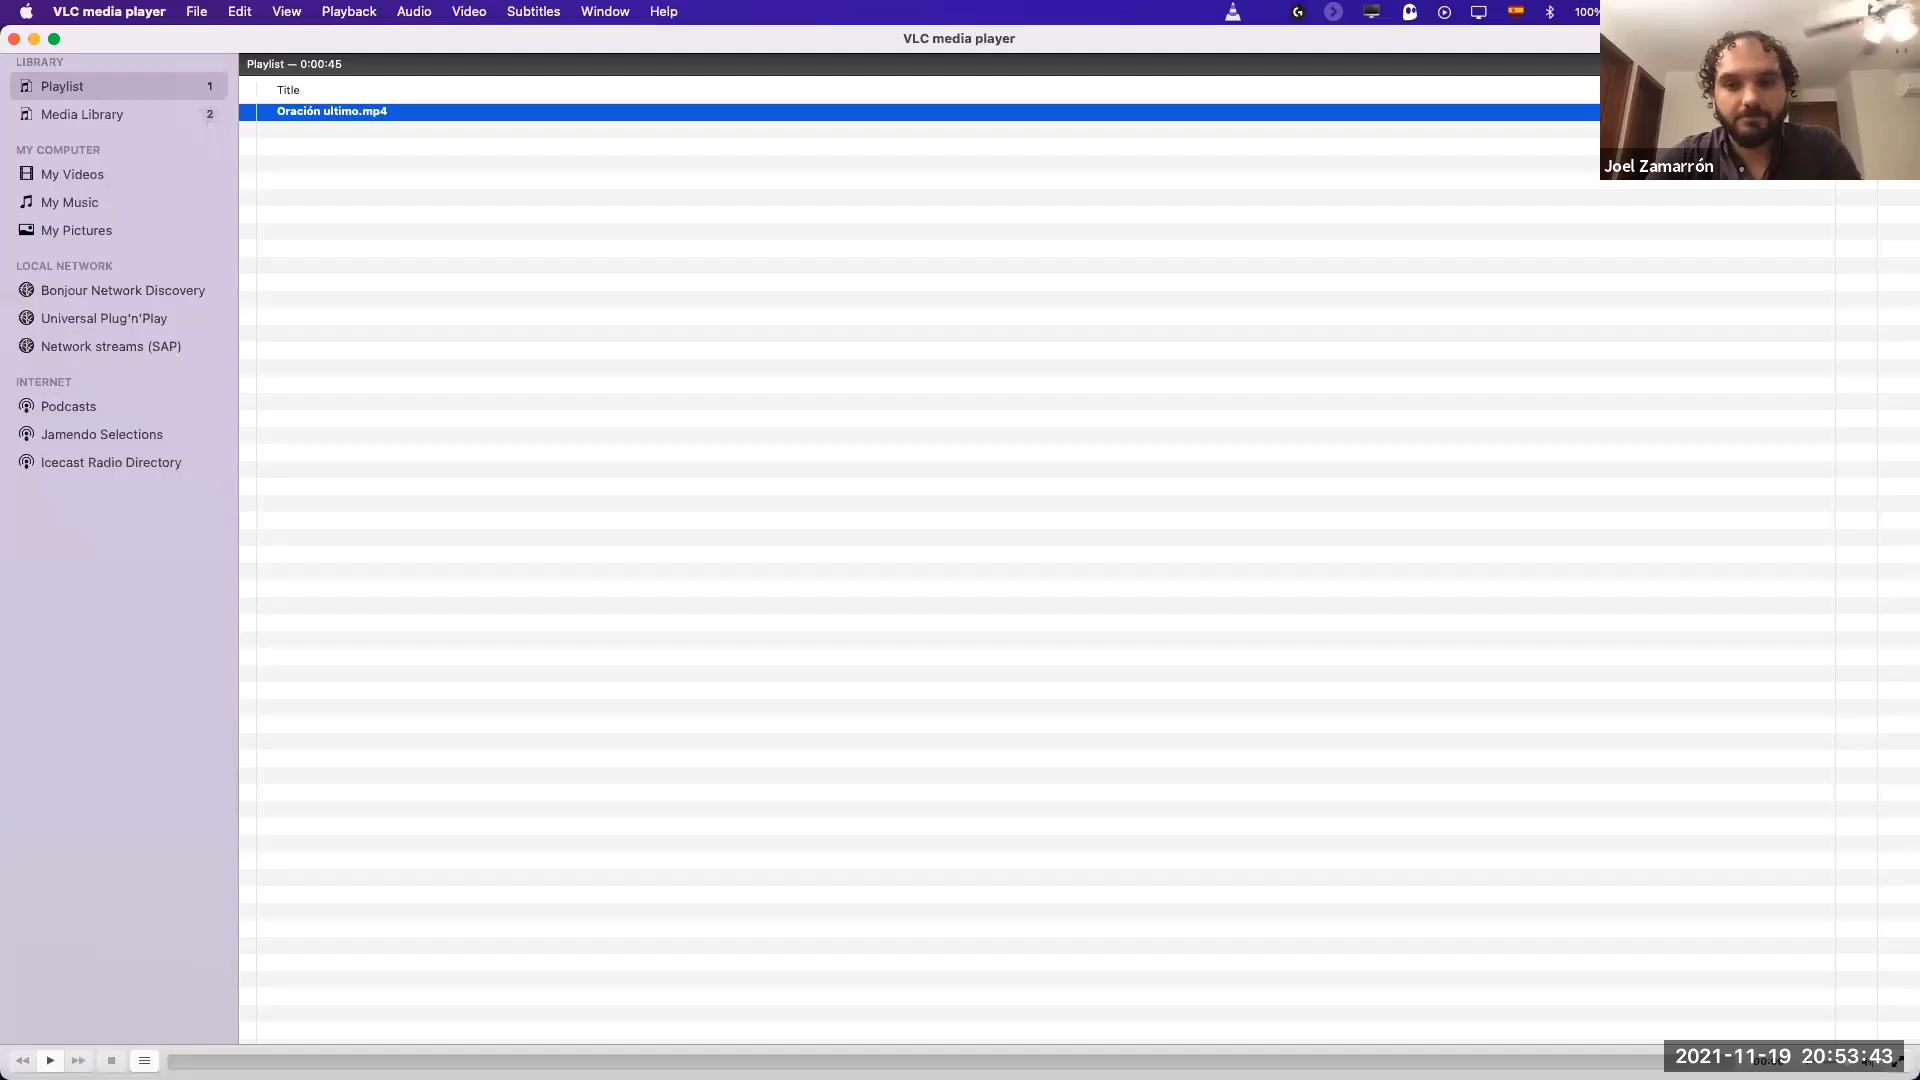 VLC media player File Edit View Playback Audio Video Subtitles Window Help 100%
VLC media player
LIBRARY
Playlist 1
Media Library 2
MY COMPUTER
My Videos
My Music
My Pictures
LOCAL NETWORK
Bonjour Network Discovery
Universal Plug'n'Play
Network streams (SAP)
INTERNET
Podcasts
Jamendo Selections
Icecast Radio Directory
Playlist — 0:00:45
Title
Oración ultimo.mp4
Joel Zamarrón
2021-11-19 20:53:43